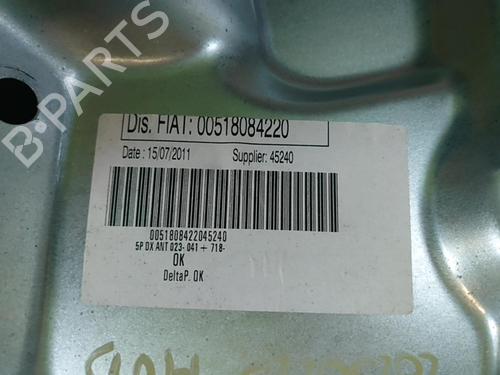 B-PARTS
Dis. FIAT: 00518084220
Date : 15/07/2011 Supplier: 45240
0051808422045240
5P DX ANT 023- 041 + 718-
OK
DeltaP. OK